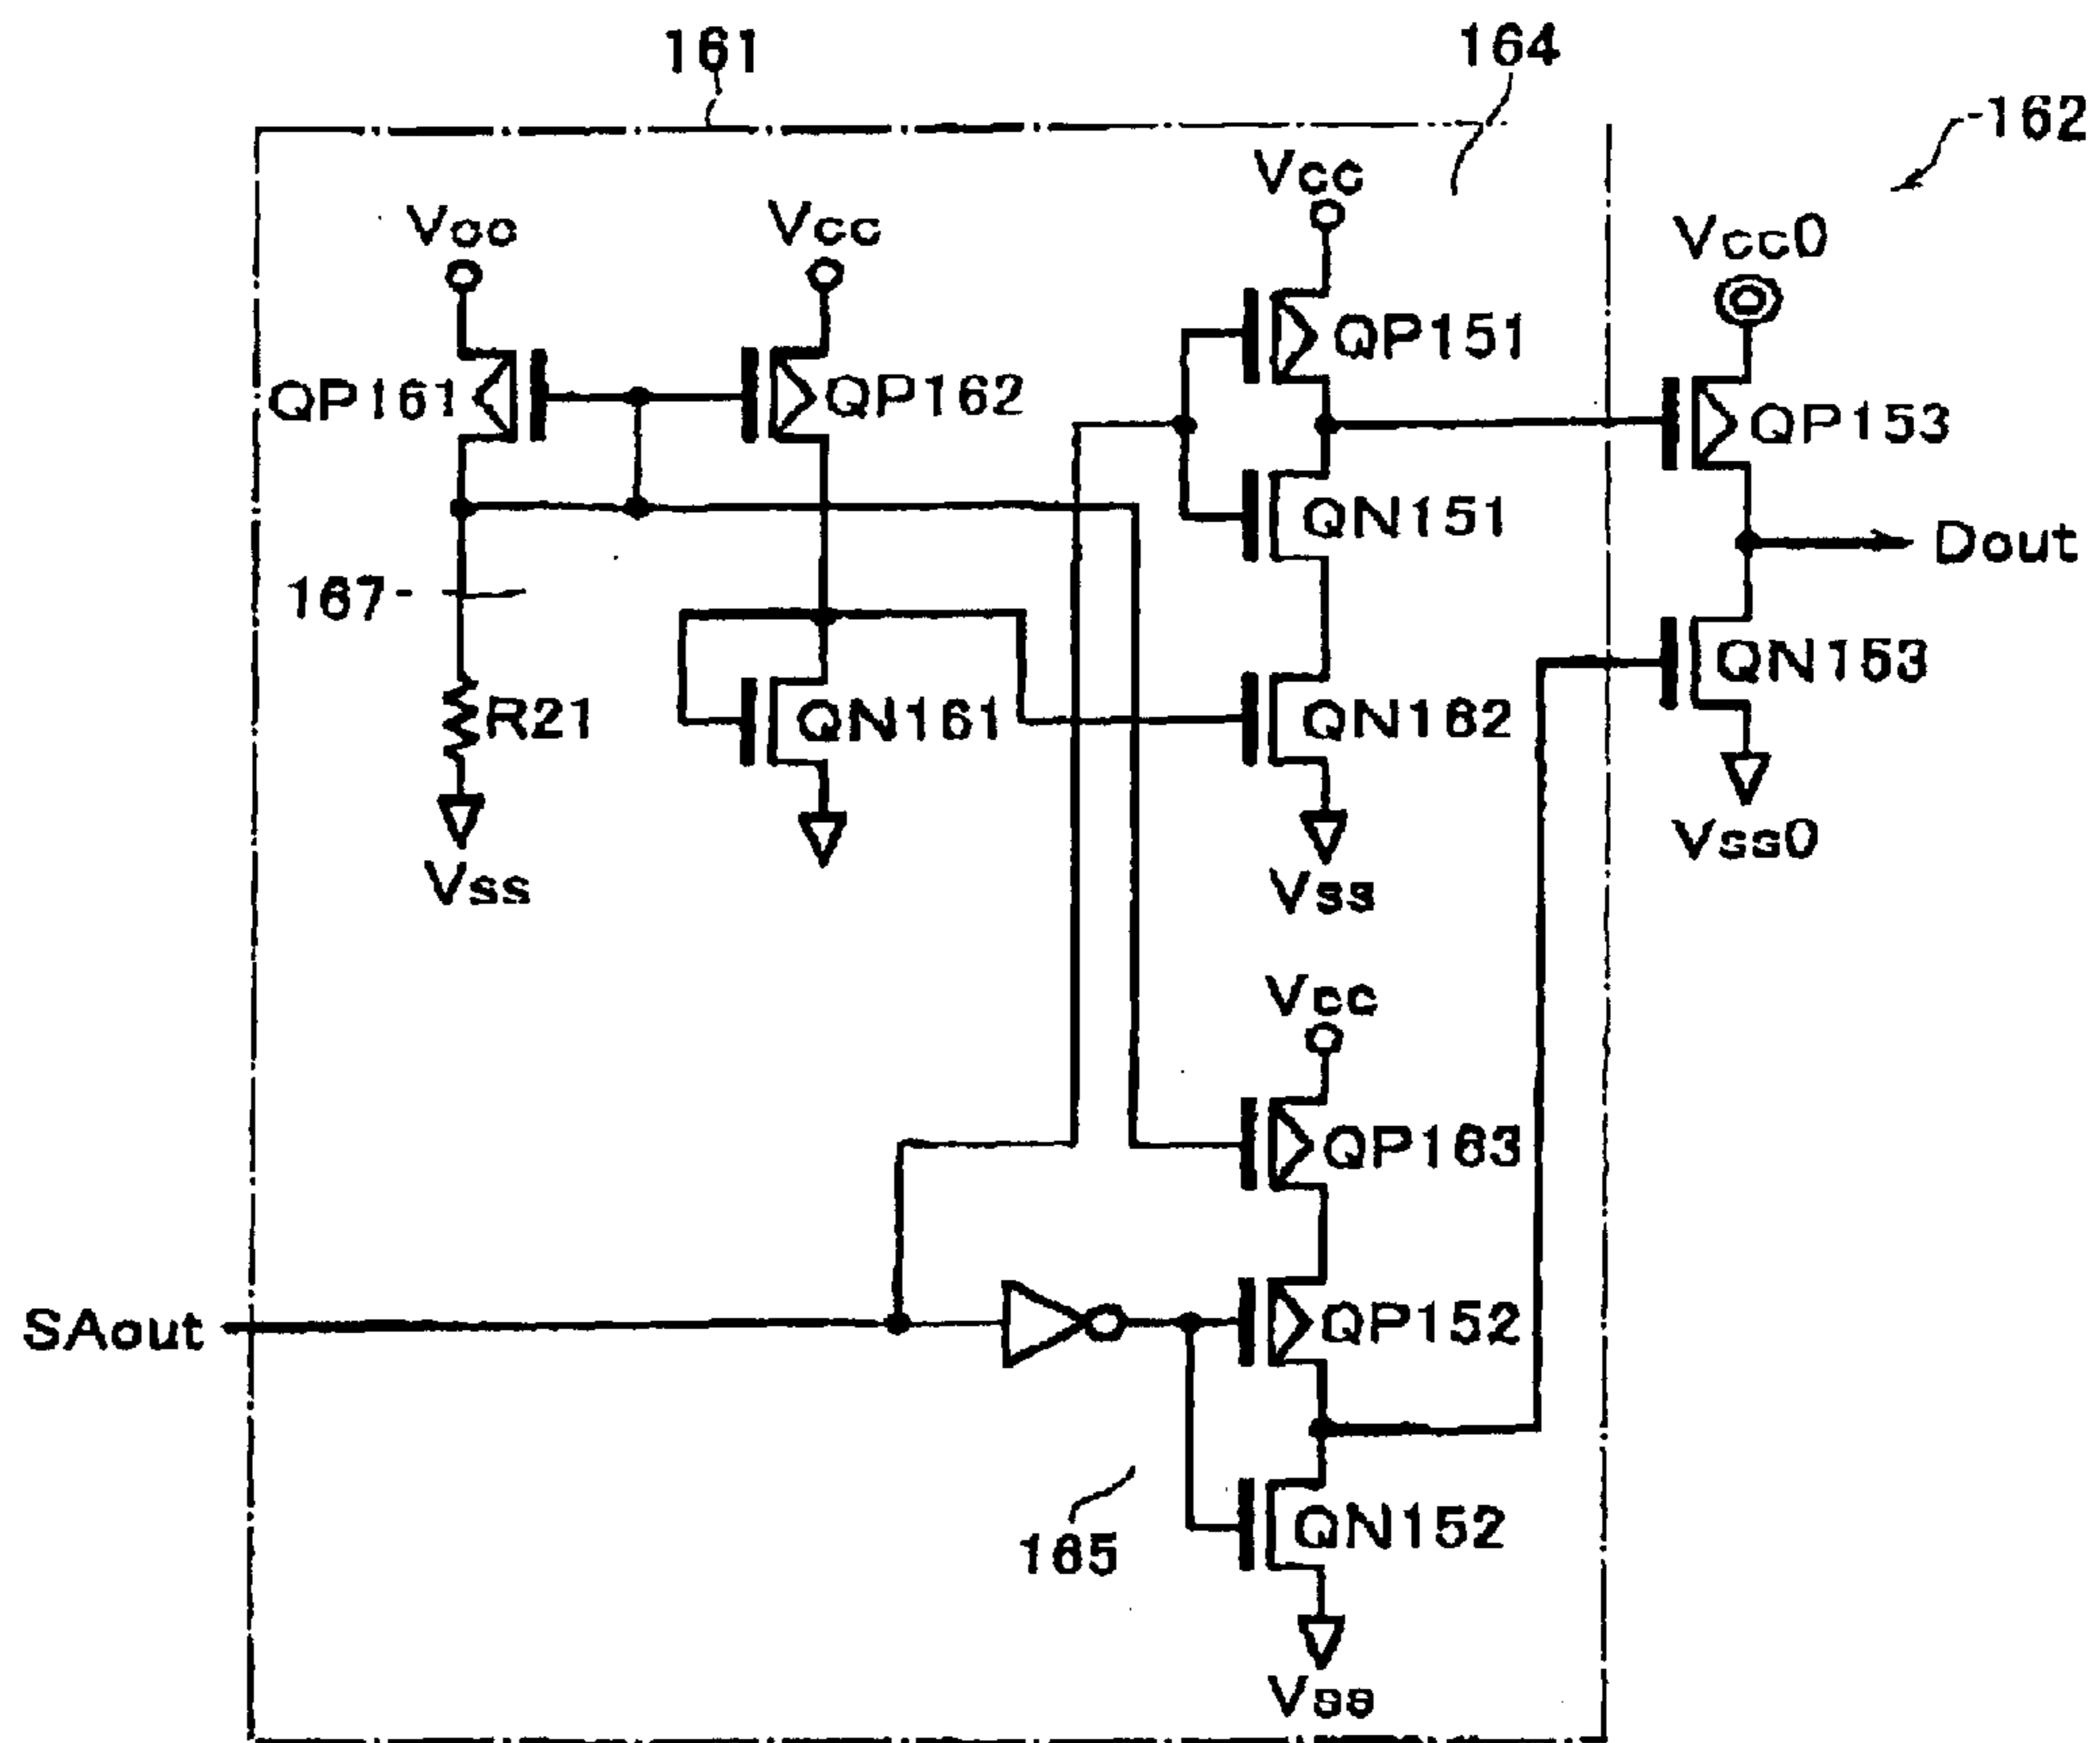 161
164
-162
Vcc
Vcc
Vcc
Vcc0
QP161
QP162
QP151
QP153
QN151
Dout
167-
R21
QN161
QN162
QN153
Vss
Vss
Vss0
Vcc
QP163
SAout
QP152
165
QN152
Vss